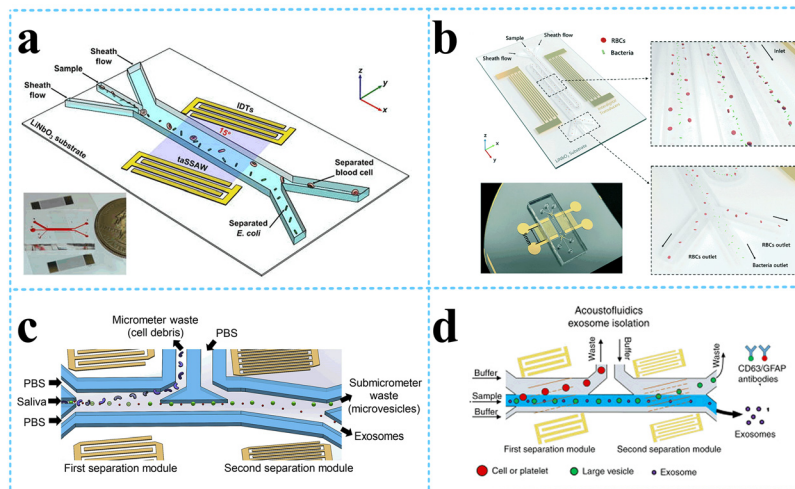 a
Sheath
flow
Sample
Sheath
flow
IDTs
15°
taSSAW
LiNbO3 substrate
Separated
blood cell
Separated
E. coli
z
y
x
b
Sample
Sheath flow
Sheath flow
RBCs
Bacteria
Inlet
z
x
y
LiNbO3 Substrate
RBCs outlet
RBCs outlet
Bacteria outlet
c
Micrometer waste
(cell debris)
PBS
PBS
Saliva
PBS
Submicrometer
waste
(microvesicles)
Exosomes
First separation module
Second separation module
d
Acoustofluidics
exosome isolation
Waste
Buffer
Waste
CD63/GFAP
antibodies
Buffer
Sample
Buffer
Exosomes
First separation module
Second separation module
Cell or platelet
Large vesicle
Exosome